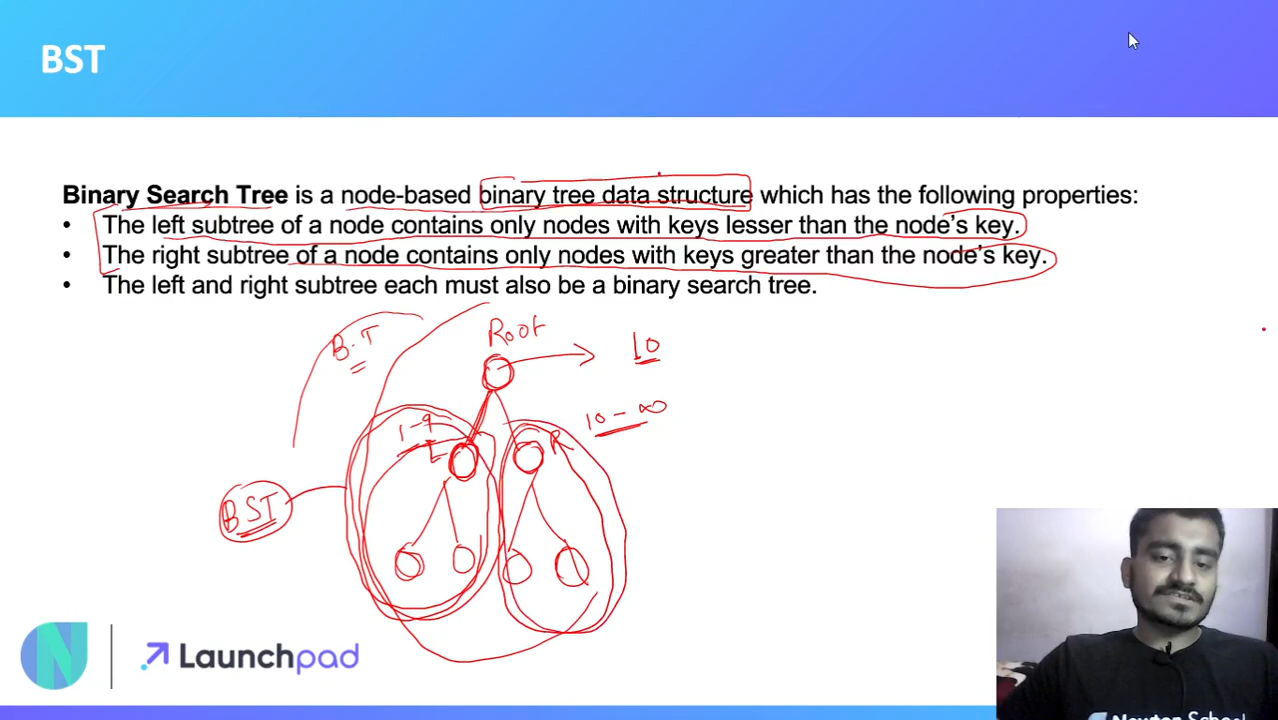 BST
Binary Search Tree is a node-based binary tree data structure which has the following properties:
• The left subtree of a node contains only nodes with keys lesser than the node's key.
• The right subtree of a node contains only nodes with keys greater than the node's key.
• The left and right subtree each must also be a binary search tree.
Root
B.T
10
10-∞
1-9
L
R
BST
N
Launchpad
Newton School